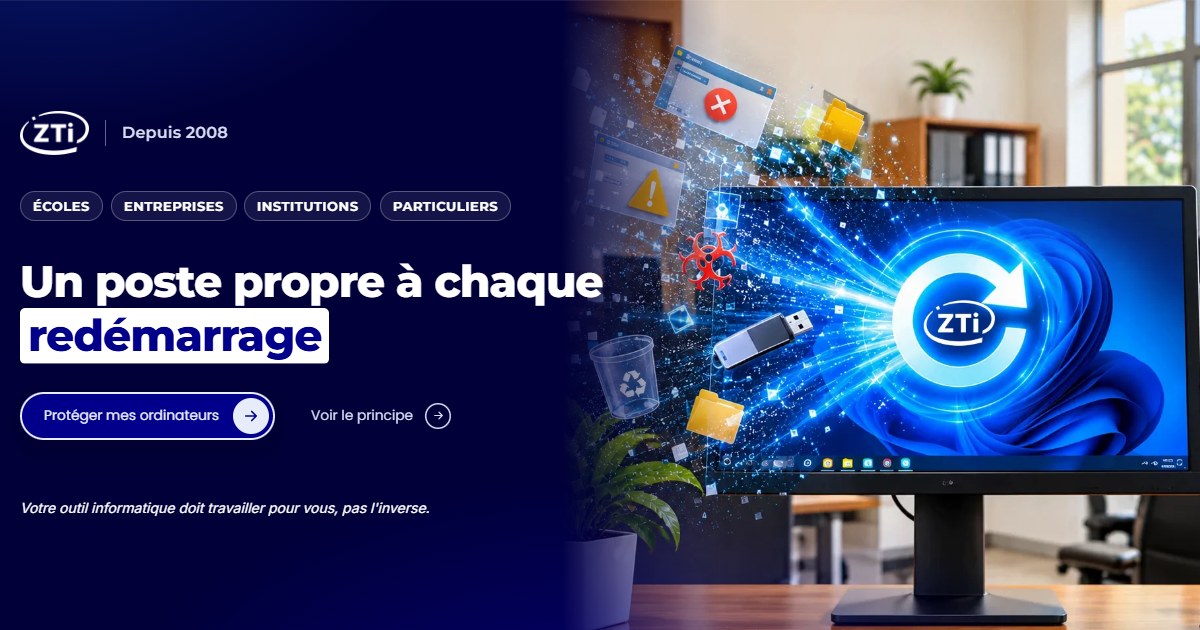 ZTi
Depuis 2008
ÉCOLES
ENTREPRISES
INSTITUTIONS
PARTICULIERS
Un poste propre à chaque
redémarrage
Protéger mes ordinateurs
Voir le principe
Votre outil informatique doit travailler pour vous, pas l'inverse.
ZTi